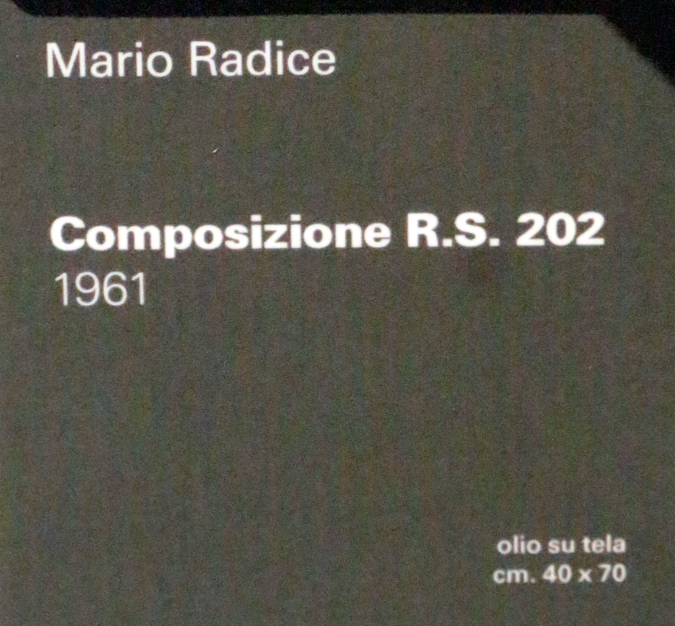 Mario Radice
Composizione R.S. 202
1961
olio su tela
cm. 40 x 70